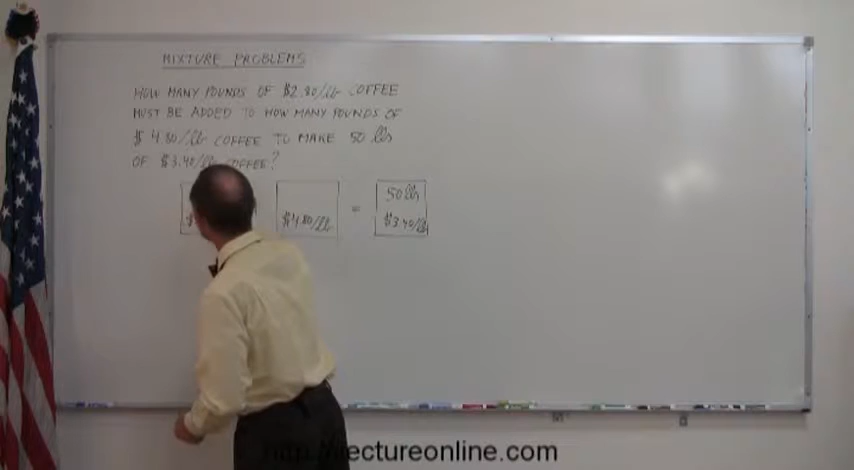 MIXTURE PROBLEMS
HOW MANY POUNDS OF $2.80/lb COFFEE
MUST BE ADDED TO HOW MANY POUNDS OF
$4.80/lb COFFEE TO MAKE 50 lbs
OF $3.40/lb COFFEE?
$ $4.80/lb = 50 lbs
$3.40/lb
http://lectureonline.com